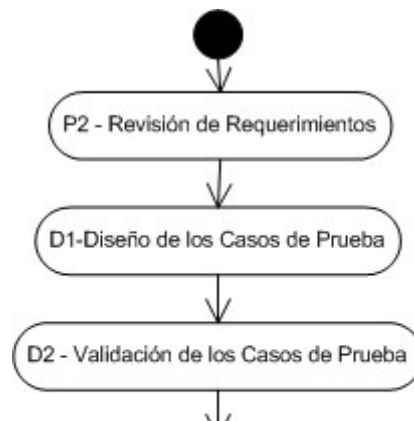 P2 - Revisión de Requerimientos
D1-Diseño de los Casos de Prueba
D2 - Validación de los Casos de Prueba